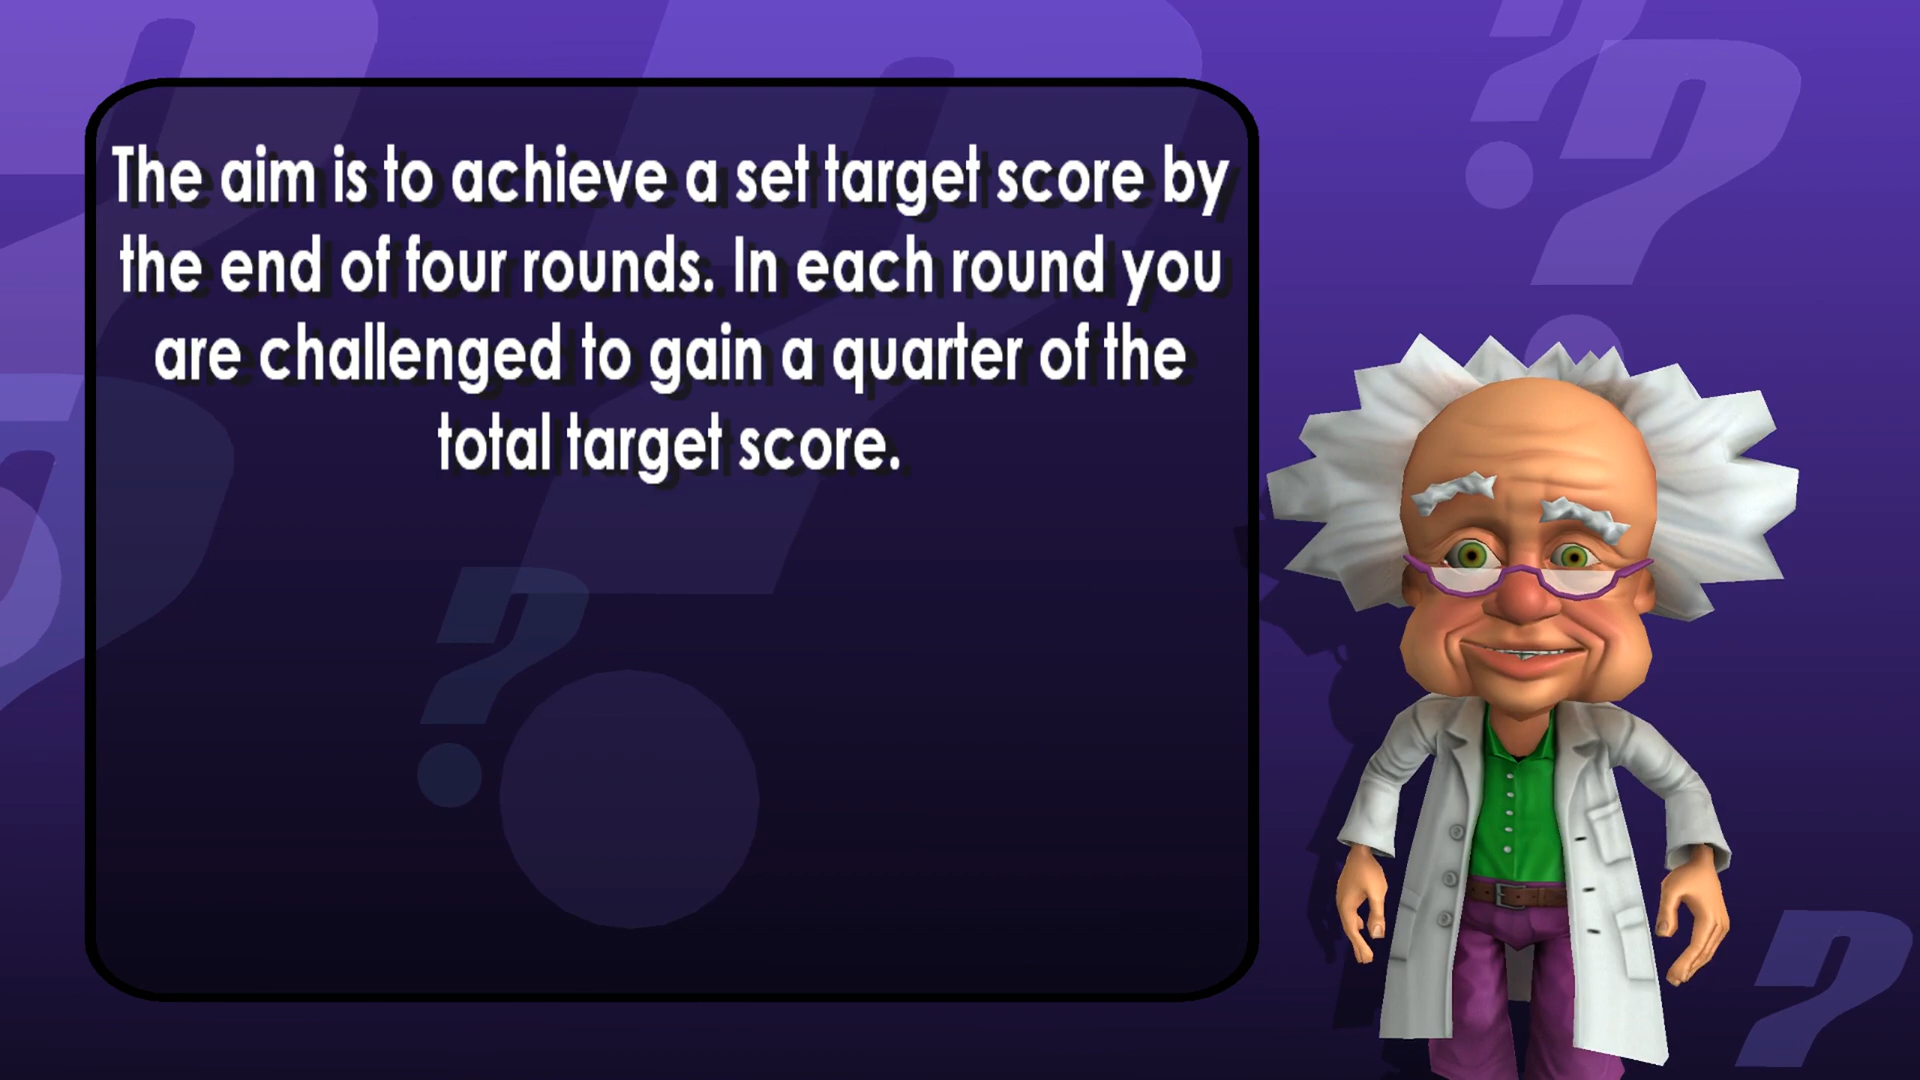 The aim is to achieve a set target score by
the end of four rounds. In each round you
are challenged to gain a quarter of the
total target score.